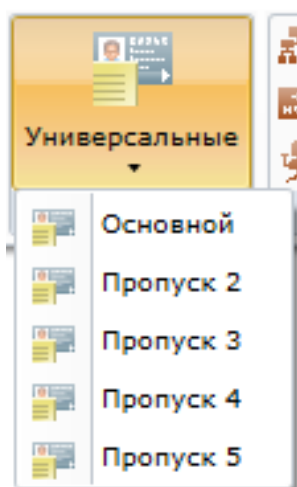 Универсальные
Основной
Пропуск 2
Пропуск 3
Пропуск 4
Пропуск 5